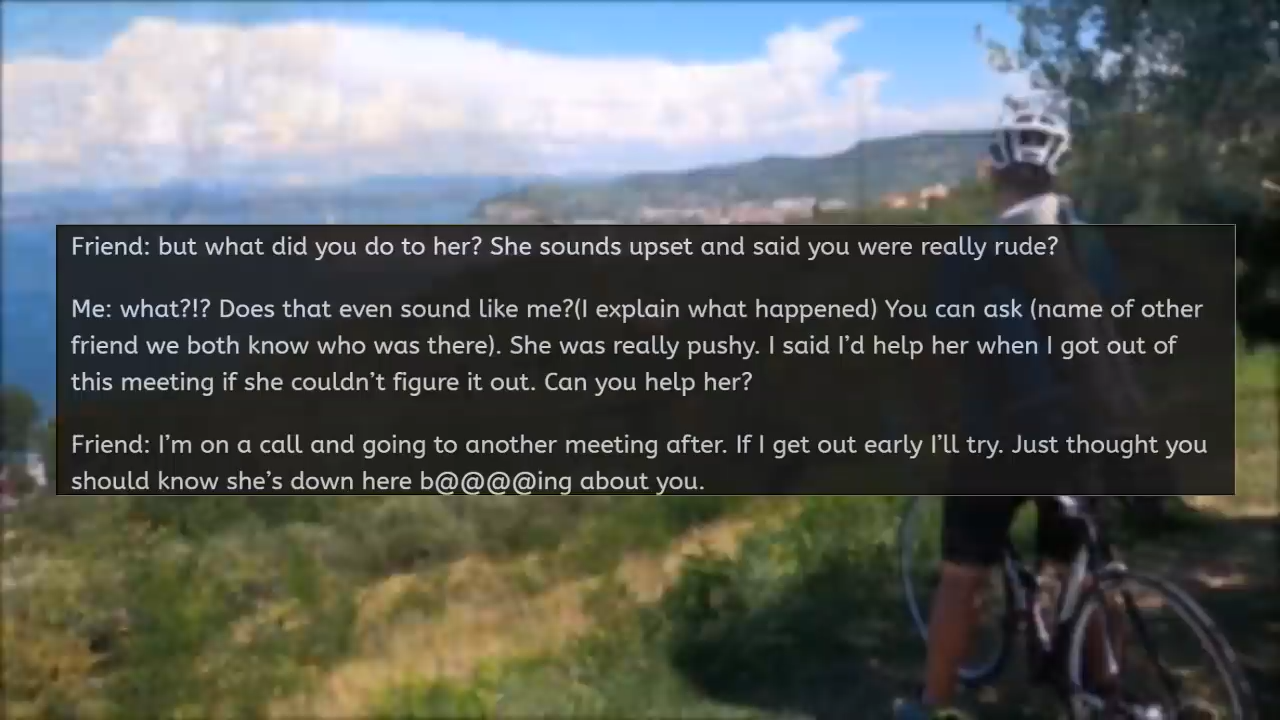 Friend: but what did you do to her? She sounds upset and said you were really rude?
Me: what?!? Does that even sound like me?(I explain what happened) You can ask (name of other
friend we both know who was there). She was really pushy. I said I’d help her when I got out of
this meeting if she couldn’t figure it out. Can you help her?
Friend: I’m on a call and going to another meeting after. If I get out early I’ll try. Just thought you
should know she’s down here b@@@@ing about you.